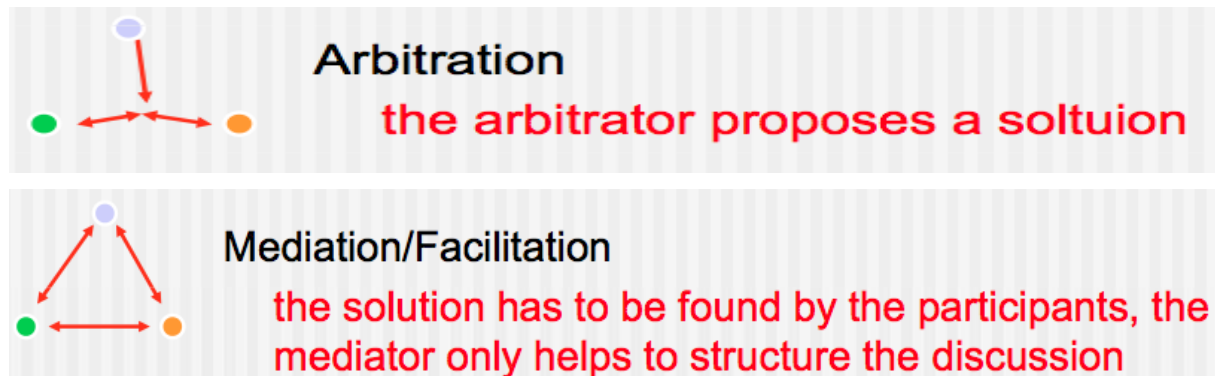 Arbitration
the arbitrator proposes a soltuion
Mediation/Facilitation
the solution has to be found by the participants, the
mediator only helps to structure the discussion